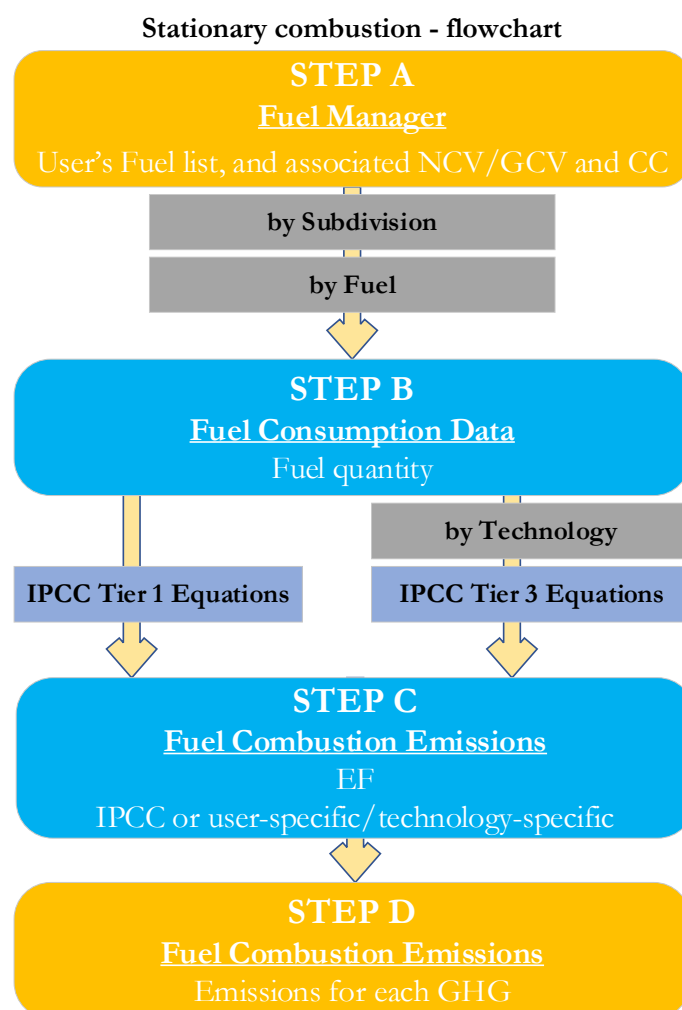 Stationary combustion - flowchart
STEP A
Fuel Manager
User's Fuel list, and associated NCV/GCV and CC
by Subdivision
by Fuel
STEP B
Fuel Consumption Data
Fuel quantity
by Technology
IPCC Tier 1 Equations
IPCC Tier 3 Equations
STEP C
Fuel Combustion Emissions
EF
IPCC or user-specific/technology-specific
STEP D
Fuel Combustion Emissions
Emissions for each GHG